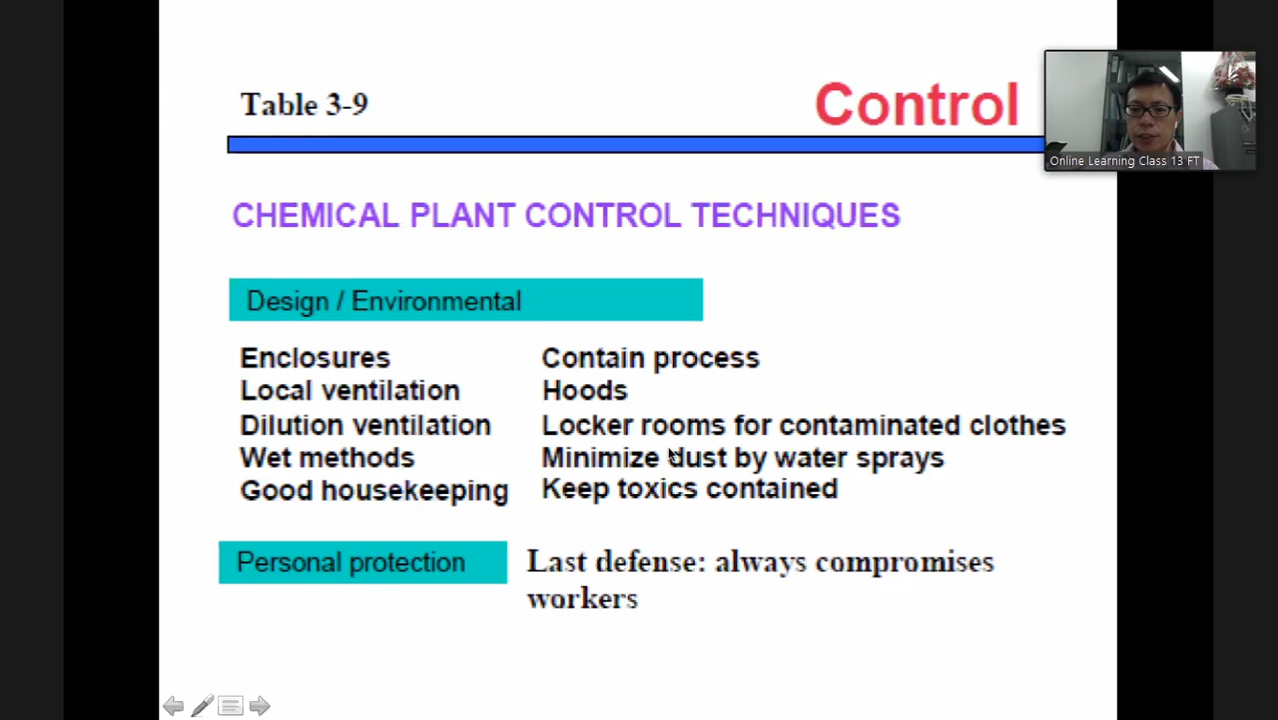 Table 3-9
Control
Online Learning Class 13 FT
CHEMICAL PLANT CONTROL TECHNIQUES
Design / Environmental
Enclosures Contain process
Local ventilation Hoods
Dilution ventilation Locker rooms for contaminated clothes
Wet methods Minimize dust by water sprays
Good housekeeping Keep toxics contained
Personal protection Last defense: always compromises
workers